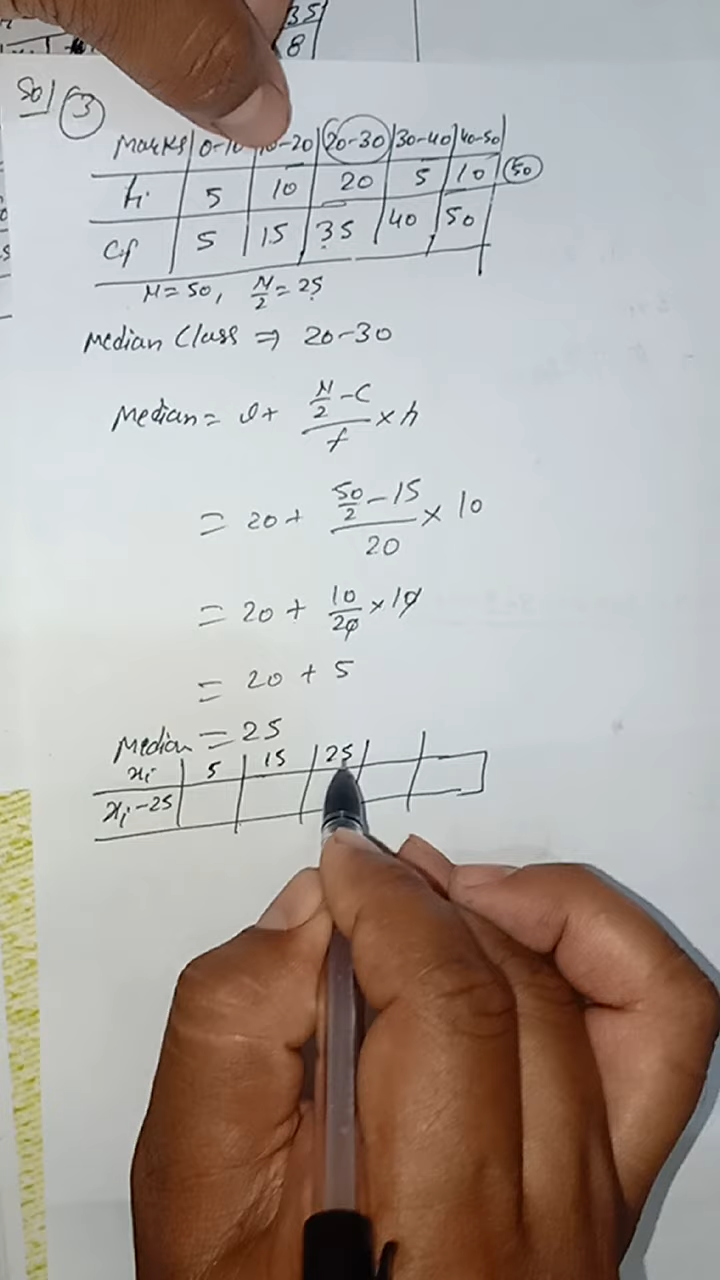 35
8
Sol 3
Marks 0-10 10-20 20-30 30-40 40-50
fi 5 10 20 5 10 50
Cf 5 15 35 40 50
N = 50, N/2 = 25
Median Class ⇒ 20-30
Median = l + (N/2 - C)/f × h
= 20 + (50/2 - 15)/20 × 10
= 20 + 10/20 × 10
= 20 + 5
Median = 25
xi 5 15 25
xi - 25